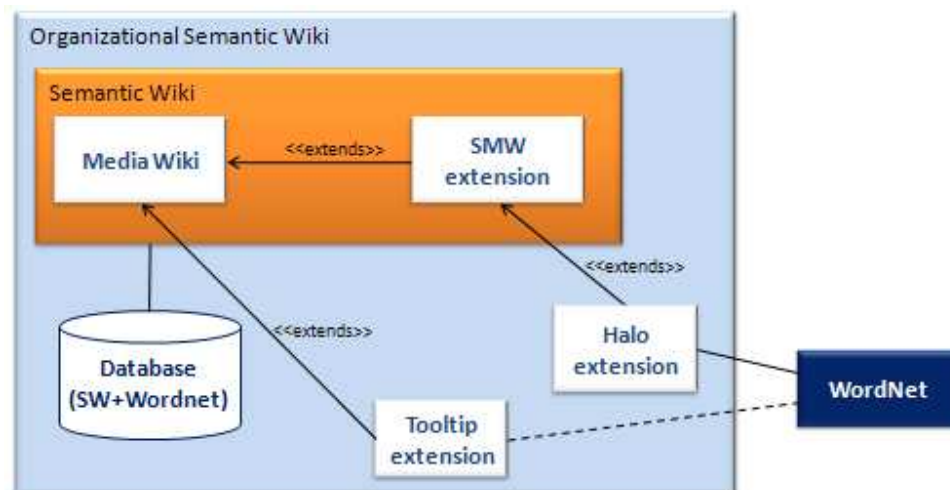 Organizational Semantic Wiki
Semantic Wiki
Media Wiki
<<extends>>
SMW
extension
<<extends>>
<<extends>>
Halo
extension
Database
(SW+Wordnet)
WordNet
Tooltip
extension